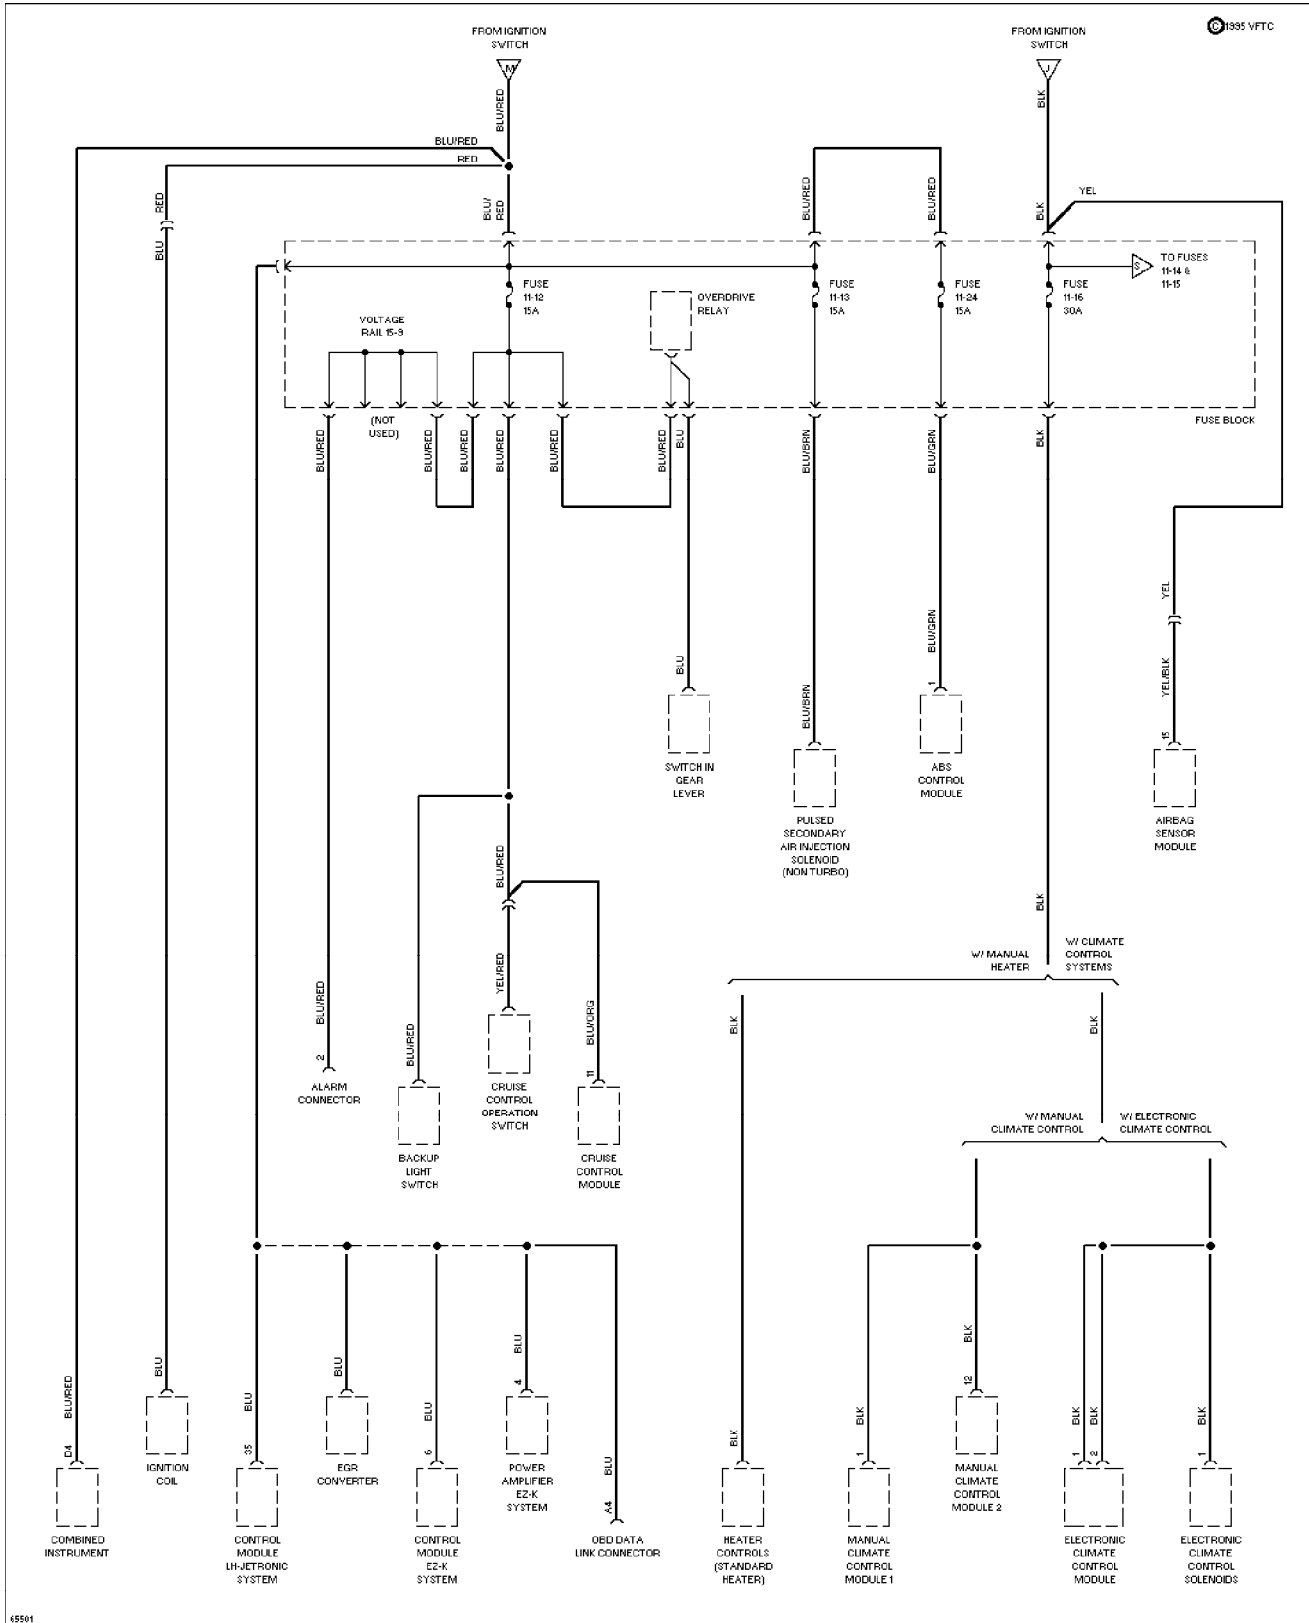 FROM IGNITION
SWITCH
M
FROM IGNITION
SWITCH
J
© 1995 VFTC
BLU/RED
BLK
BLU/RED
RED
YEL
RED
BLU
BLU/
RED
BLU/RED
BLU/RED
BLK
FUSE
11-12
15A
OVERDRIVE
RELAY
FUSE
11-13
15A
FUSE
11-24
15A
FUSE
11-16
30A
S
TO FUSES
11-14 &
11-15
VOLTAGE
RAIL 15-9
(NOT
USED)
FUSE BLOCK
BLU/RED
BLU/RED
BLU/RED
BLU/RED
BLU/RED
BLU/RED
BLU
BLU/BRN
BLU/GRN
BLK
YEL
BLU
BLU/BRN
BLU/GRN
1
YEL/BLK
15
SWITCH IN
GEAR
LEVER
PULSED
SECONDARY
AIR INJECTION
SOLENOID
(NON TURBO)
ABS
CONTROL
MODULE
AIRBAG
SENSOR
MODULE
BLU/RED
BLK
YEL/RED
W/ MANUAL
HEATER
W/ CLIMATE
CONTROL
SYSTEMS
BLU/RED
2
BLU/RED
BLU/ORG
11
BLK
BLK
ALARM
CONNECTOR
BACKUP
LIGHT
SWITCH
CRUISE
CONTROL
OPERATION
SWITCH
CRUISE
CONTROL
MODULE
W/ MANUAL
CLIMATE CONTROL
W/ ELECTRONIC
CLIMATE CONTROL
BLU/RED
D4
BLU
BLU
35
BLU
BLU
6
BLU
4
BLU
A4
BLK
BLK
1
BLK
12
BLK
1
BLK
2
BLK
1
COMBINED
INSTRUMENT
IGNITION
COIL
CONTROL
MODULE
LH-JETRONIC
SYSTEM
EGR
CONVERTER
CONTROL
MODULE
EZ-K
SYSTEM
POWER
AMPLIFIER
EZ-K
SYSTEM
OBD DATA
LINK CONNECTOR
HEATER
CONTROLS
(STANDARD
HEATER)
MANUAL
CLIMATE
CONTROL
MODULE 1
MANUAL
CLIMATE
CONTROL
MODULE 2
ELECTRONIC
CLIMATE
CONTROL
MODULE
ELECTRONIC
CLIMATE
CONTROL
SOLENOIDS
65501